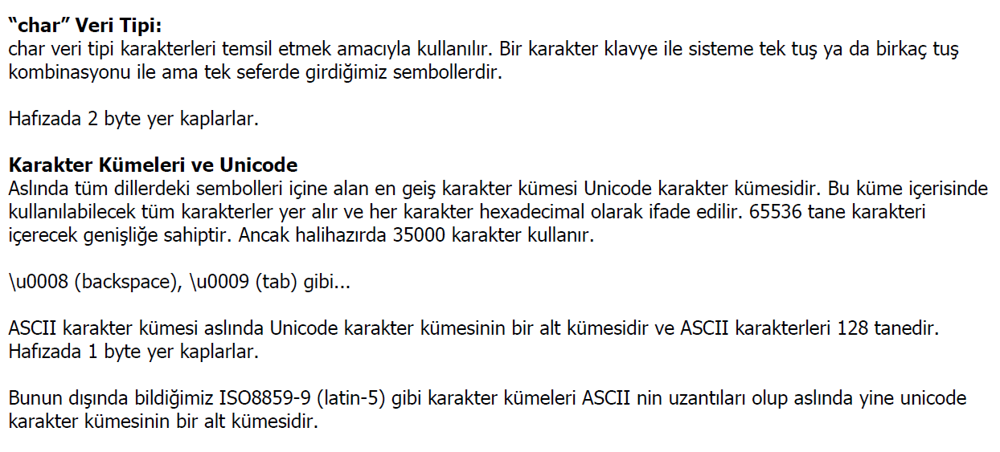 “char” Veri Tipi:
char veri tipi karakterleri temsil etmek amacıyla kullanılır. Bir karakter klavye ile sisteme tek tuş ya da birkaç tuş
kombinasyonu ile ama tek seferde girdiğimiz sembollerdir.
Hafızada 2 byte yer kaplarlar.
Karakter Kümeleri ve Unicode
Aslında tüm dillerdeki sembolleri içine alan en geiş karakter kümesi Unicode karakter kümesidir. Bu küme içerisinde
kullanılabilecek tüm karakterler yer alır ve her karakter hexadecimal olarak ifade edilir. 65536 tane karakteri
içerecek genişliğe sahiptir. Ancak halihazırda 35000 karakter kullanır.
\u0008 (backspace), \u0009 (tab) gibi...
ASCII karakter kümesi aslında Unicode karakter kümesinin bir alt kümesidir ve ASCII karakterleri 128 tanedir.
Hafızada 1 byte yer kaplarlar.
Bunun dışında bildiğimiz ISO8859-9 (latin-5) gibi karakter kümeleri ASCII nin uzantıları olup aslında yine unicode
karakter kümesinin bir alt kümesidir.